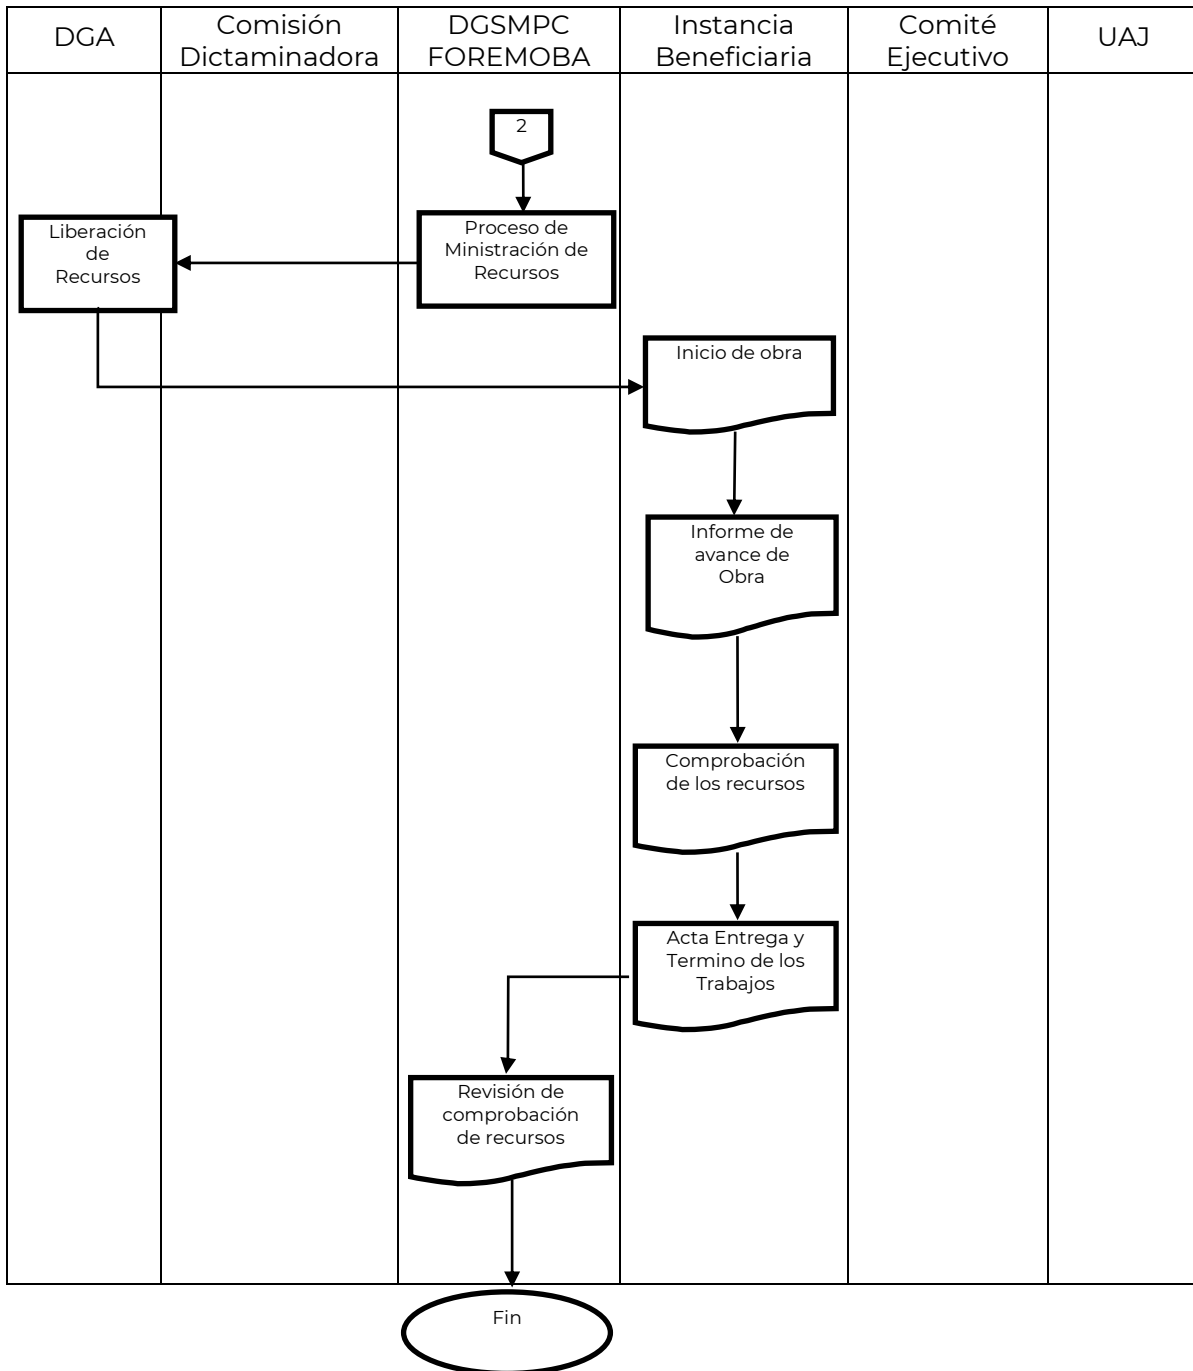 DGA
Comisión
Dictaminadora
DGSMPC
FOREMOBA
Instancia
Beneficiaria
Comité
Ejecutivo
UAJ
2
Liberación
de
Recursos
Proceso de
Ministración de
Recursos
Inicio de obra
Informe de
avance de
Obra
Comprobación
de los recursos
Acta Entrega y
Termino de los
Trabajos
Revisión de
comprobación
de recursos
Fin